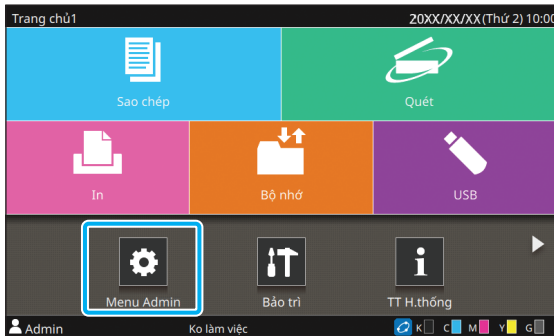 Trang chủ1 20XX/XX/XX(Thứ 2) 10:00
Sao chép Quét
In Bộ nhớ USB
Menu Admin Bảo trì TT H.thống
Admin Ko làm việc K C M Y G